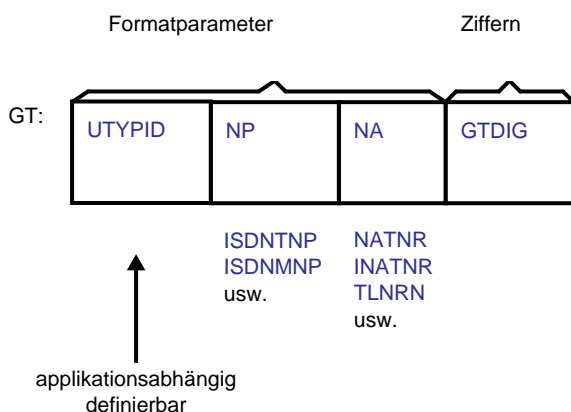 Formatparameter Ziffern
GT: UTYPID NP NA GTDIG
ISDNTNP NATNR
ISDNMNP INATNR
usw. TLNRN
usw.
applikationsabhängig
definierbar